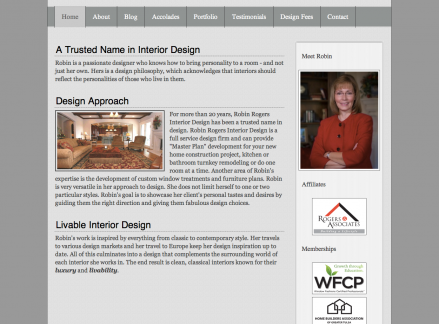 Home About Blog Accolades Portfolio Testimonials Design Fees Contact
A Trusted Name in Interior Design
Robin is a passionate designer who knows how to bring personality to a room - and not
just her own. Hers is a design philosophy, which acknowledges that interiors should
reflect the personalities of those who live in them.
Design Approach
For more than 20 years, Robin Rogers
Interior Design has been a trusted name in
design. Robin Rogers Interior Design is a
full service design firm and can provide
"Master Plan" development for your new
home construction project, kitchen or
bathroom turnkey remodeling or do one
room at a time. Another area of Robin's
expertise is the development of custom window treatments and furniture plans. Robin
is very versatile in her approach to design. She does not limit herself to one or two
particular styles. Robin's goal is to showcase her client's personal tastes and desires by
guiding them the right direction and giving them fabulous design choices.
Livable Interior Design
Robin's work is inspired by everything from classic to contemporary style. Her travels
to various design markets and her travel to Europe keep her design inspiration up to
date. All of this culminates into a design that complements the surrounding world of
each interior she works in. The end result is clean, classical interiors known for their
luxury and livability.
Meet Robin
Affiliates
ROGERS &
ASSOCIATES
Memberships
Growth through
Education
WFCP
HOME BUILDERS ASSOCIATION